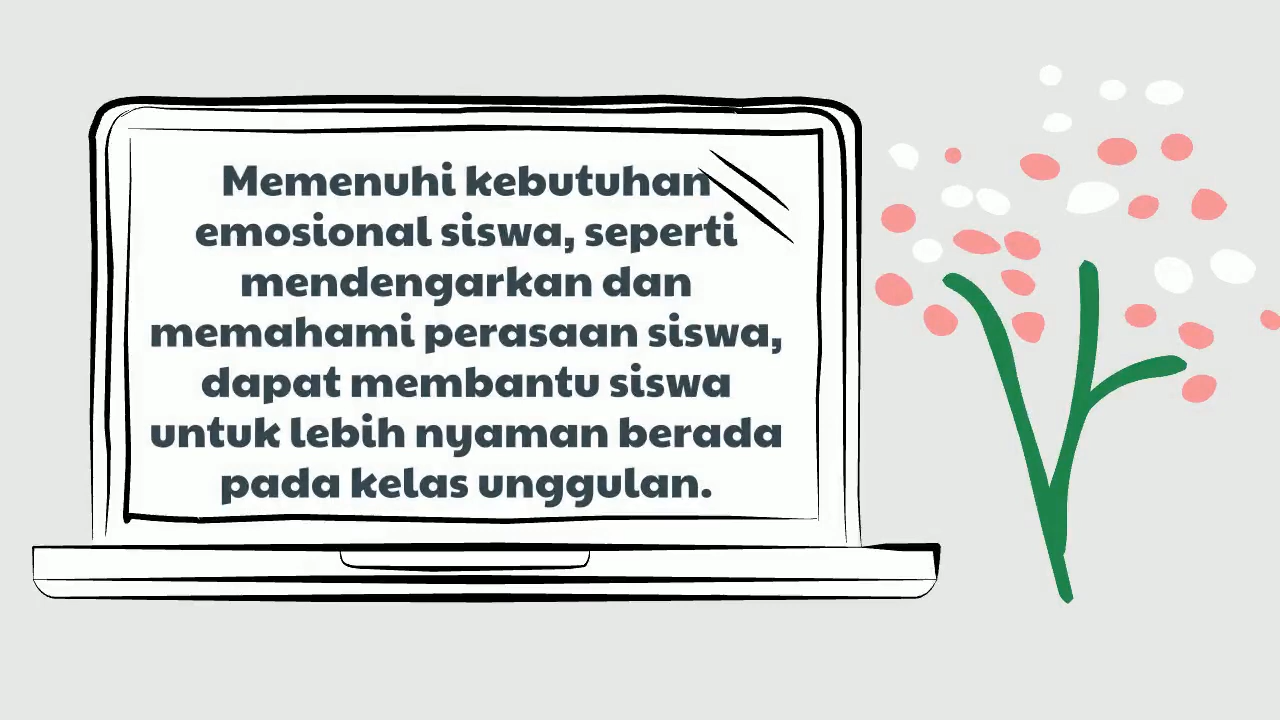 Memenuhi kebutuhan
emosional siswa, seperti
mendengarkan dan
memahami perasaan siswa,
dapat membantu siswa
untuk lebih nyaman berada
pada kelas unggulan.